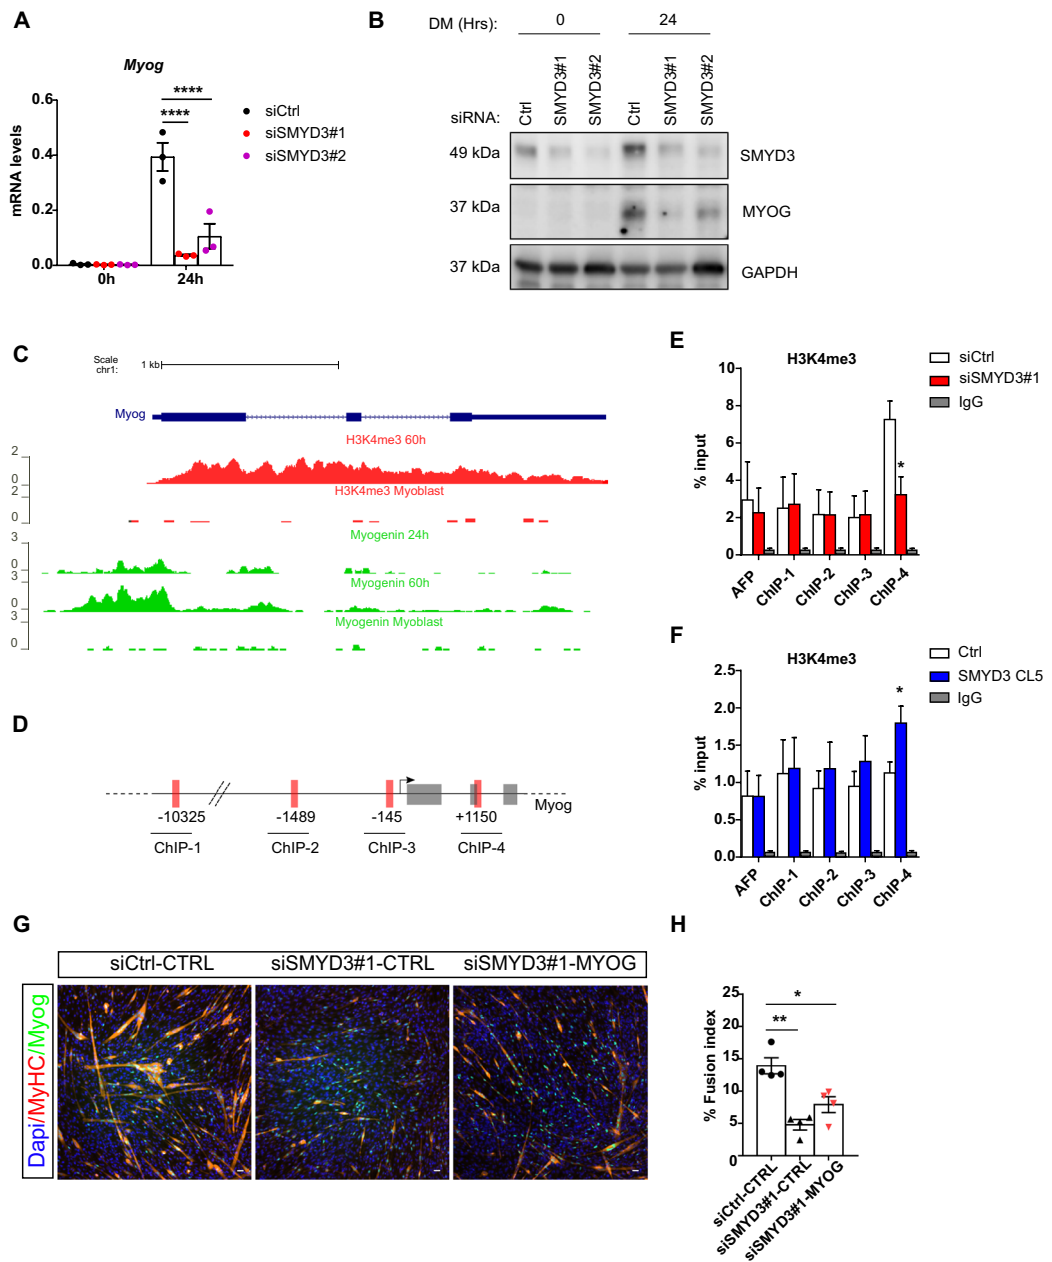 A
Myog
mRNA levels
0.6
0.4
0.2
0.0
0h
24h
****
****
siCtrl
siSMYD3#1
siSMYD3#2
B
DM (Hrs):
0
24
siRNA:
Ctrl
SMYD3#1
SMYD3#2
Ctrl
SMYD3#1
SMYD3#2
49 kDa
SMYD3
37 kDa
MYOG
37 kDa
GAPDH
C
Scale
chr1:
1 kb
Myog
H3K4me3 60h
2
0
H3K4me3 Myoblast
2
0
Myogenin 24h
3
0
Myogenin 60h
3
0
Myogenin Myoblast
3
0
D
-10325
-1489
-145
+1150
Myog
ChIP-1
ChIP-2
ChIP-3
ChIP-4
E
H3K4me3
siCtrl
siSMYD3#1
IgG
% input
10
8
6
4
2
0
*
AFP
ChIP-1
ChIP-2
ChIP-3
ChIP-4
F
H3K4me3
Ctrl
SMYD3 CL5
IgG
% input
2.5
2.0
1.5
1.0
0.5
0.0
*
AFP
ChIP-1
ChIP-2
ChIP-3
ChIP-4
G
siCtrl-CTRL
siSMYD3#1-CTRL
siSMYD3#1-MYOG
Dapi/MyHC/Myog
H
% Fusion index
25
20
15
10
5
0
*
**
siCtrl-CTRL
siSMYD3#1-CTRL
siSMYD3#1-MYOG